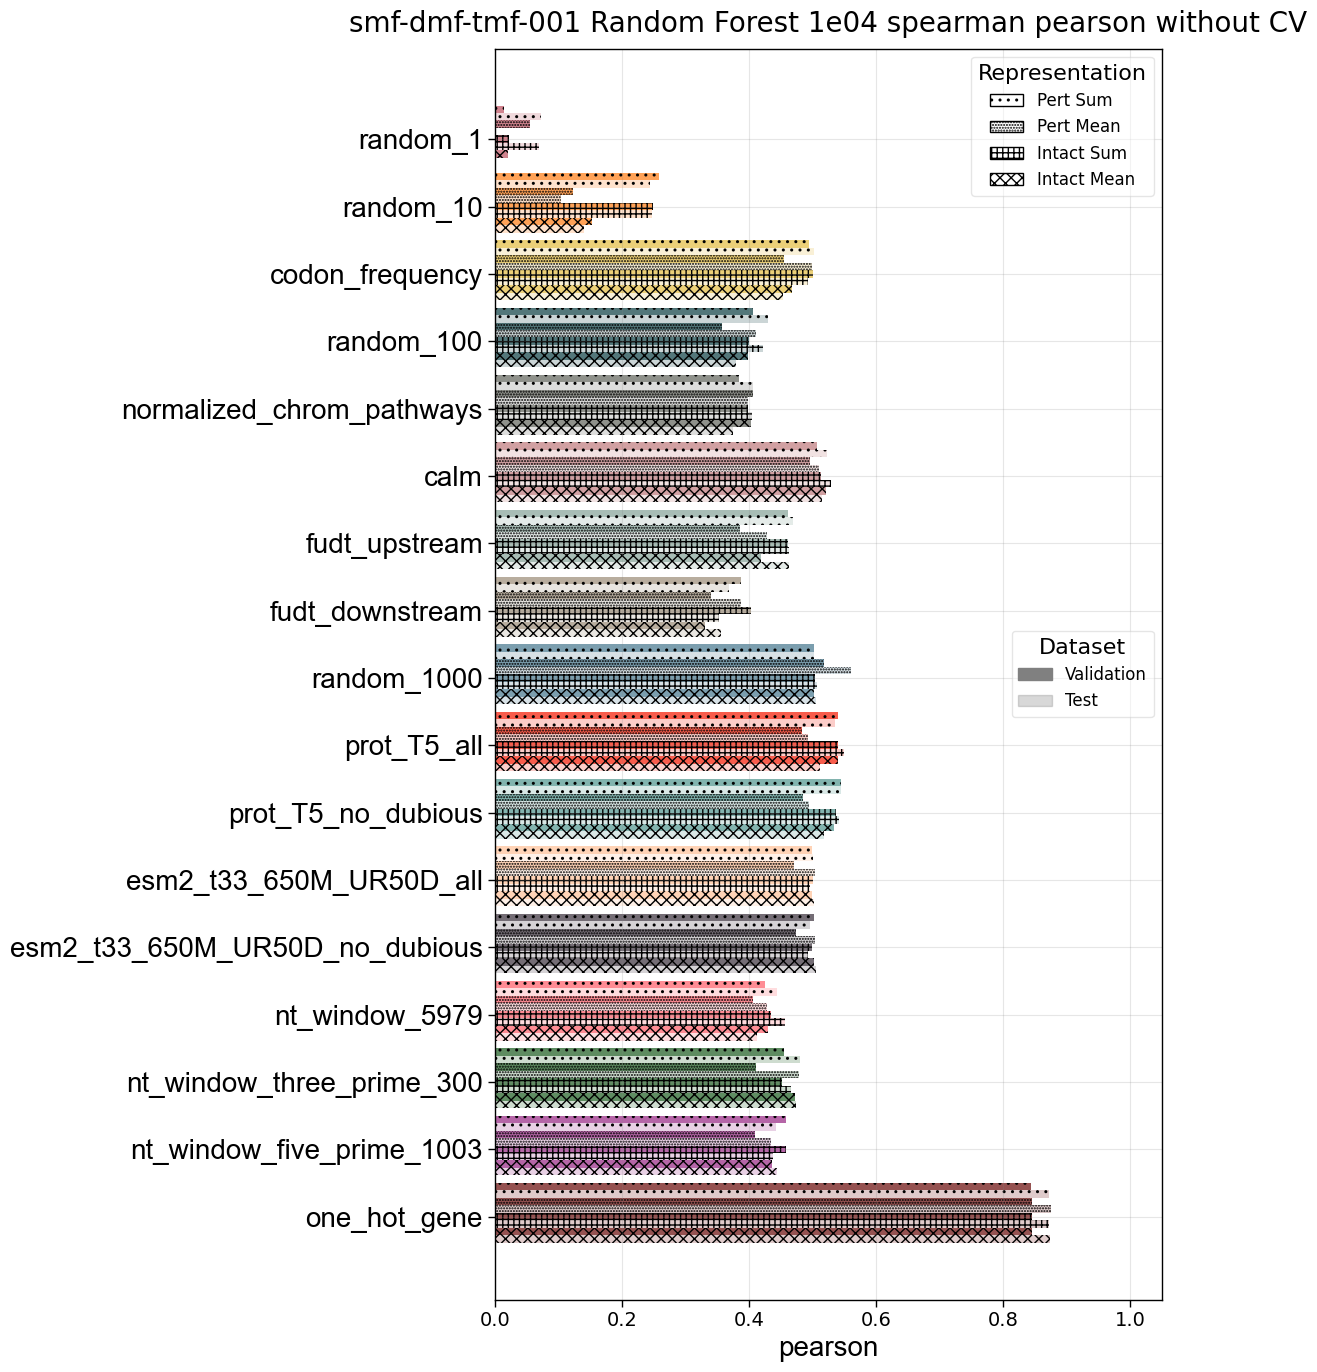 smf-dmf-tmf-001 Random Forest 1e04 spearman pearson without CV
Representation
Pert Sum
Pert Mean
Intact Sum
Intact Mean
random_1
random_10
codon_frequency
random_100
normalized_chrom_pathways
calm
fudt_upstream
fudt_downstream
random_1000
Dataset
Validation
Test
prot_T5_all
prot_T5_no_dubious
esm2_t33_650M_UR50D_all
esm2_t33_650M_UR50D_no_dubious
nt_window_5979
nt_window_three_prime_300
nt_window_five_prime_1003
one_hot_gene
0.0 0.2 0.4 0.6 0.8 1.0
pearson